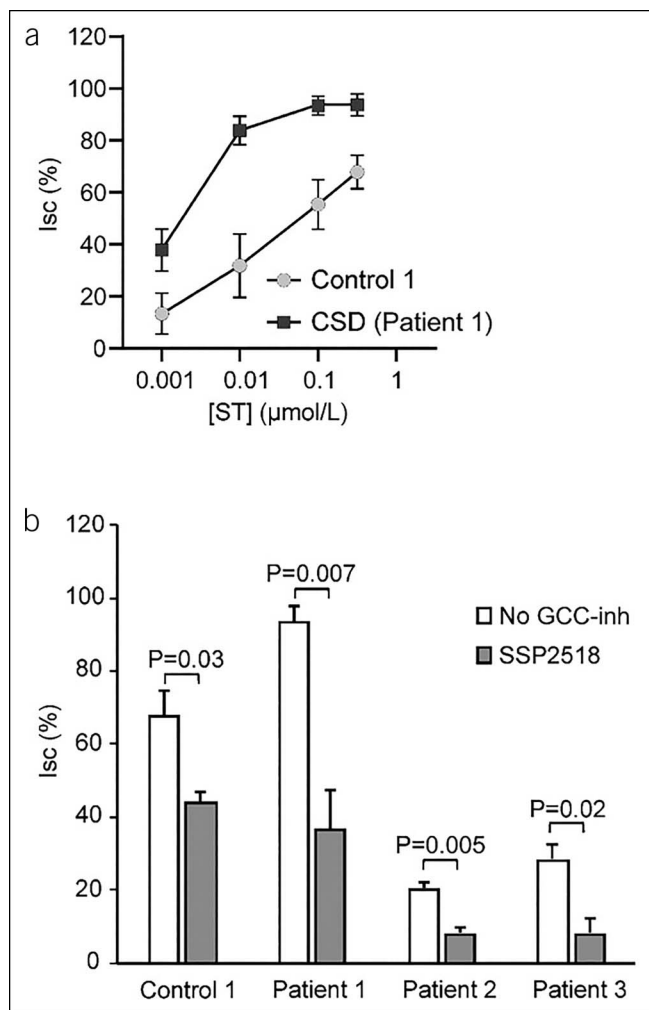 a
120
100
80
60
40
20
0
Isc (%)
Control 1
CSD (Patient 1)
0.001 0.01 0.1 1
[ST] (µmol/L)
b
120
100
80
60
40
20
0
Isc (%)
P=0.03
P=0.007
P=0.005
P=0.02
No GCC-inh
SSP2518
Control 1 Patient 1 Patient 2 Patient 3